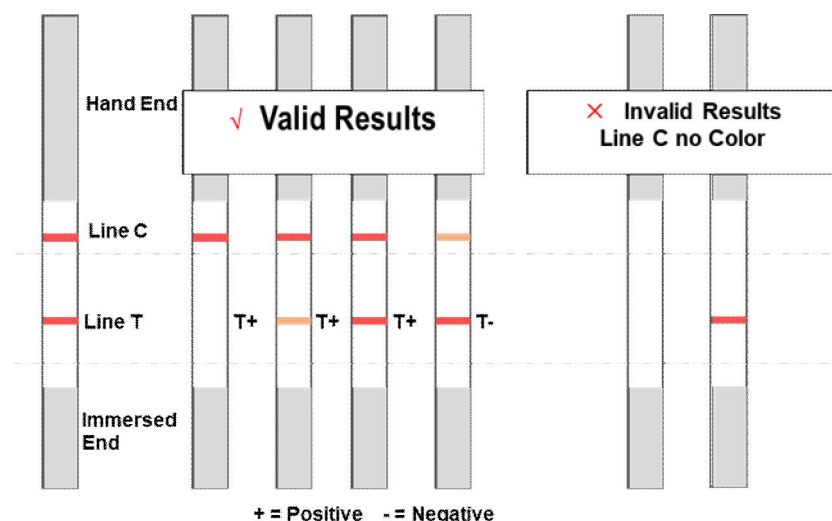 Hand End
√ Valid Results
× Invalid Results
Line C no Color
Line C
Line T
T+
T+
T+
T-
Immersed
End
+ = Positive - = Negative